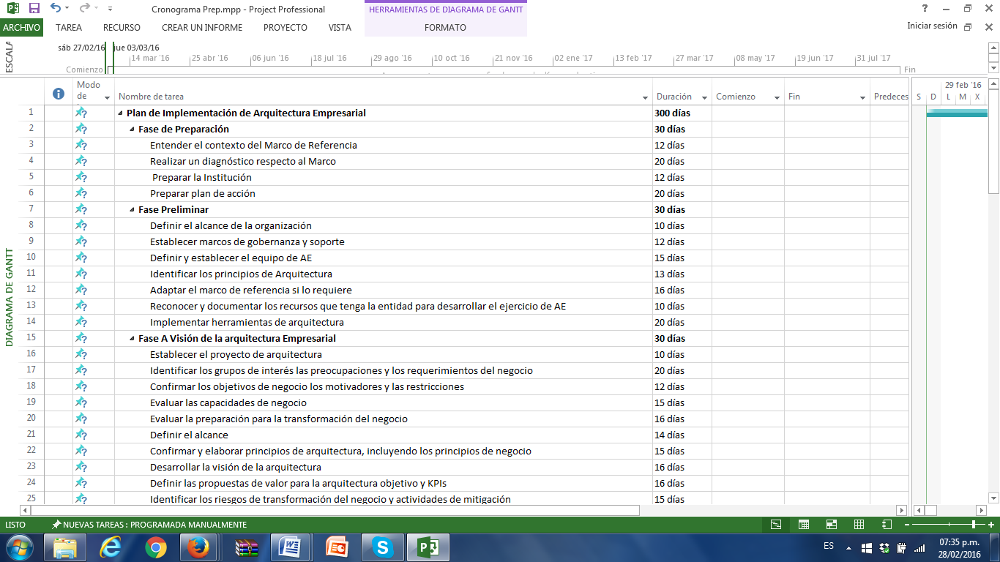 Cronograma Prep.mpp - Project Professional
HERRAMIENTAS DE DIAGRAMA DE GANTT
ARCHIVO TAREA RECURSO CREAR UN INFORME PROYECTO VISTA FORMATO Iniciar sesión
ESCALA
sáb 27/02/16 jue 03/03/16
14 mar '16 25 abr '16 06 jun '16 18 jul '16 29 ago '16 10 oct '16 21 nov '16 02 ene '17 13 feb '17 27 mar '17 08 may '17 19 jun '17 31 jul '17
Comienzo Fin
Modo de Nombre de tarea Duración Comienzo Fin Predeces
29 feb '16
S D L M X
DIAGRAMA DE GANTT
1 Plan de Implementación de Arquitectura Empresarial 300 días
2 Fase de Preparación 30 días
3 Entender el contexto del Marco de Referencia 12 días
4 Realizar un diagnóstico respecto al Marco 20 días
5 Preparar la Institución 12 días
6 Preparar plan de acción 20 días
7 Fase Preliminar 30 días
8 Definir el alcance de la organización 10 días
9 Establecer marcos de gobernanza y soporte 12 días
10 Definir y establecer el equipo de AE 15 días
11 Identificar los principios de Arquitectura 13 días
12 Adaptar el marco de referencia si lo requiere 16 días
13 Reconocer y documentar los recursos que tenga la entidad para desarrollar el ejercicio de AE 10 días
14 Implementar herramientas de arquitectura 20 días
15 Fase A Visión de la arquitectura Empresarial 30 días
16 Establecer el proyecto de arquitectura 10 días
17 Identificar los grupos de interés las preocupaciones y los requerimientos del negocio 20 días
18 Confirmar los objetivos de negocio los motivadores y las restricciones 12 días
19 Evaluar las capacidades de negocio 15 días
20 Evaluar la preparación para la transformación del negocio 16 días
21 Definir el alcance 14 días
22 Confirmar y elaborar principios de arquitectura, incluyendo los principios de negocio 15 días
23 Desarrollar la visión de la arquitectura 16 días
24 Definir las propuestas de valor para la arquitectura objetivo y KPIs 16 días
25 Identificar los riesgos de transformación del negocio y actividades de mitigación 15 días
LISTO NUEVAS TAREAS : PROGRAMADA MANUALMENTE
ES 07:35 p.m.
28/02/2016